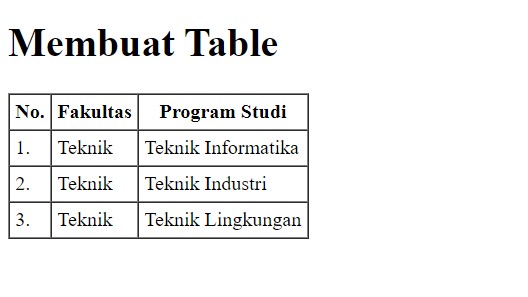 Membuat Table
No. Fakultas Program Studi
1. Teknik Teknik Informatika
2. Teknik Teknik Industri
3. Teknik Teknik Lingkungan